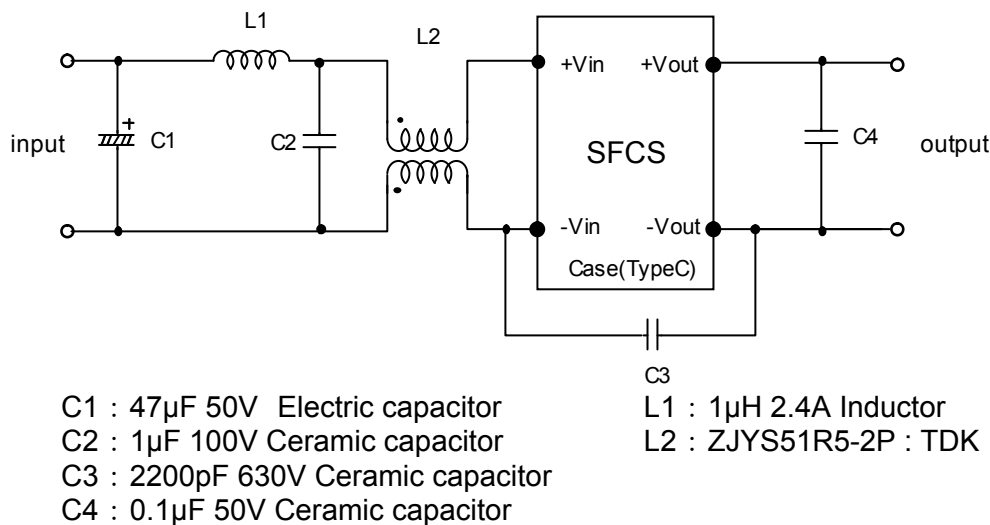 L1
L2
+Vin +Vout
+
input C1 C2 SFCS C4 output
-Vin -Vout
Case(TypeC)
C3
C1 : 47μF 50V Electric capacitor
C2 : 1μF 100V Ceramic capacitor
C3 : 2200pF 630V Ceramic capacitor
C4 : 0.1μF 50V Ceramic capacitor
L1 : 1μH 2.4A Inductor
L2 : ZJYS51R5-2P : TDK